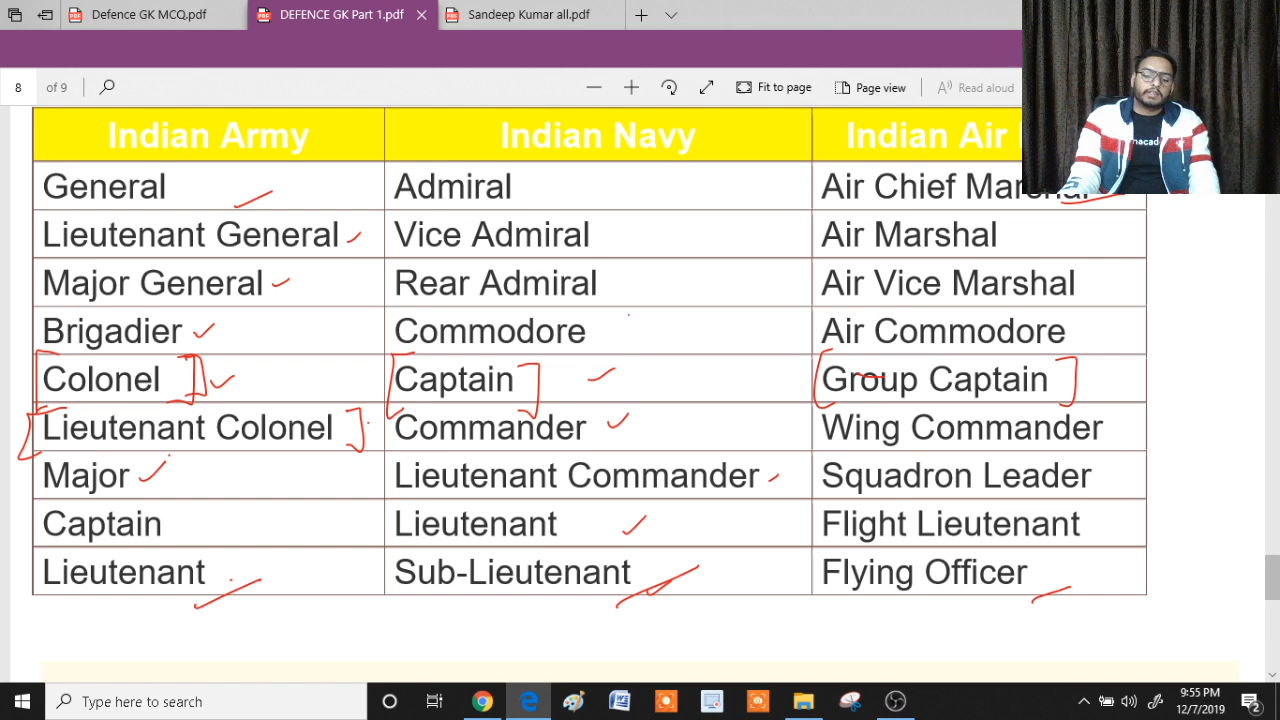 Defence GK MCQ.pdf
DEFENCE GK Part 1.pdf
Sandeep Kumar all.pdf
8 of 9
Fit to page
Page view
Read aloud
Indian Army Indian Navy Indian Air
General Admiral Air Chief Marshal
Lieutenant General Vice Admiral Air Marshal
Major General Rear Admiral Air Vice Marshal
Brigadier Commodore Air Commodore
Colonel Captain Group Captain
Lieutenant Colonel Commander Wing Commander
Major Lieutenant Commander Squadron Leader
Captain Lieutenant Flight Lieutenant
Lieutenant Sub-Lieutenant Flying Officer
Type here to search
9:55 PM
12/7/2019
2